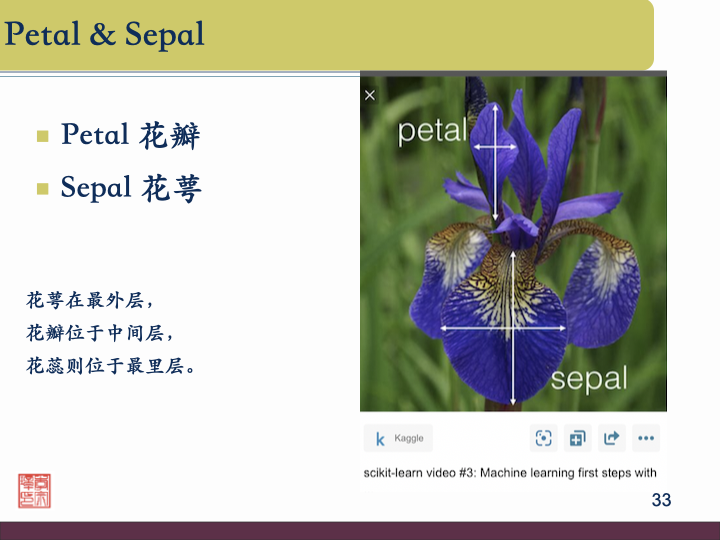 Petal & Sepal
Petal 花瓣
Sepal 花萼
花萼在最外层，
花瓣位于中间层，
花蕊则位于最里层。
petal
sepal
k Kaggle
scikit-learn video #3: Machine learning first steps with
33